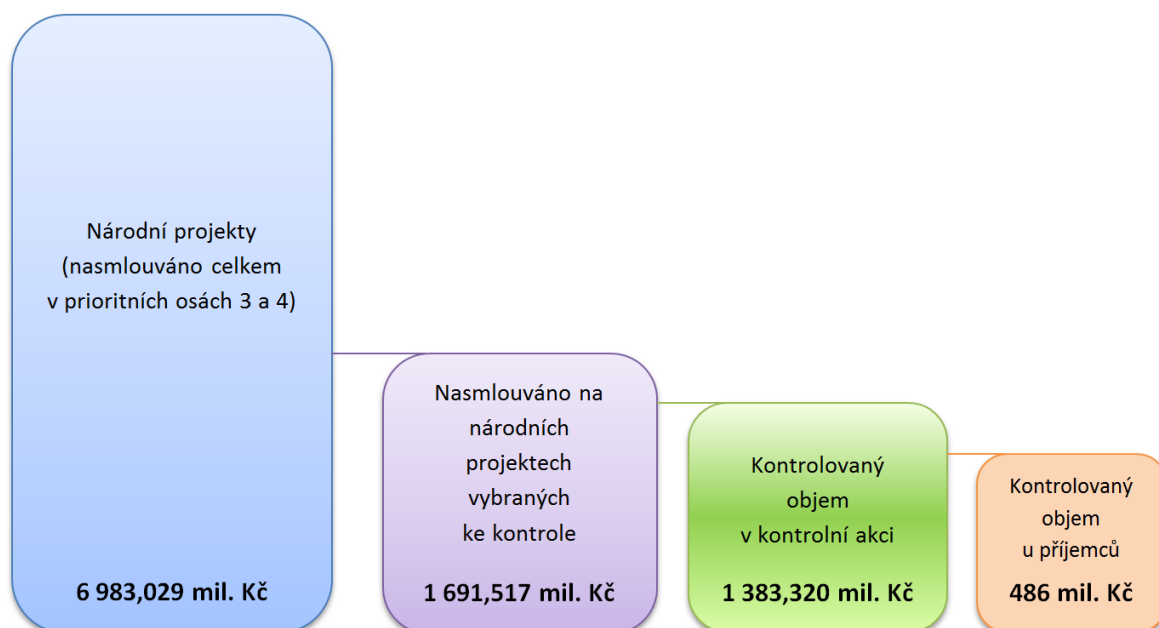 Národní projekty
(nasmlouváno celkem
v prioritních osách 3 a 4)
6 983,029 mil. Kč
Nasmlouváno na
národních
projektech
vybraných
ke kontrole
1 691,517 mil. Kč
Kontrolovaný
objem
v kontrolní akci
1 383,320 mil. Kč
Kontrolovaný
objem
u příjemců
486 mil. Kč